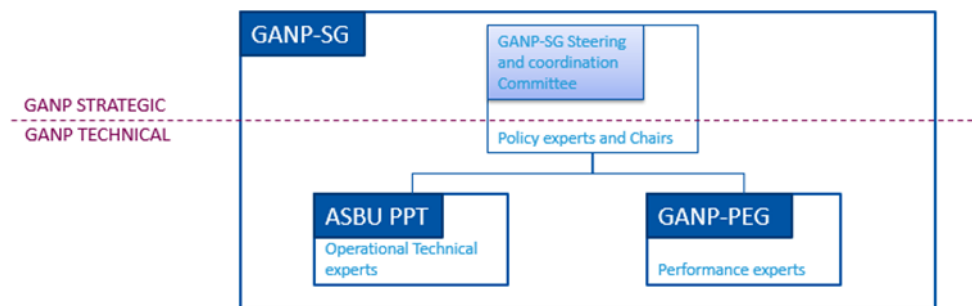 GANP-SG
GANP-SG Steering
and coordination
Committee
GANP STRATEGIC
GANP TECHNICAL
Policy experts and Chairs
ASBU PPT
Operational Technical
experts
GANP-PEG
Performance experts